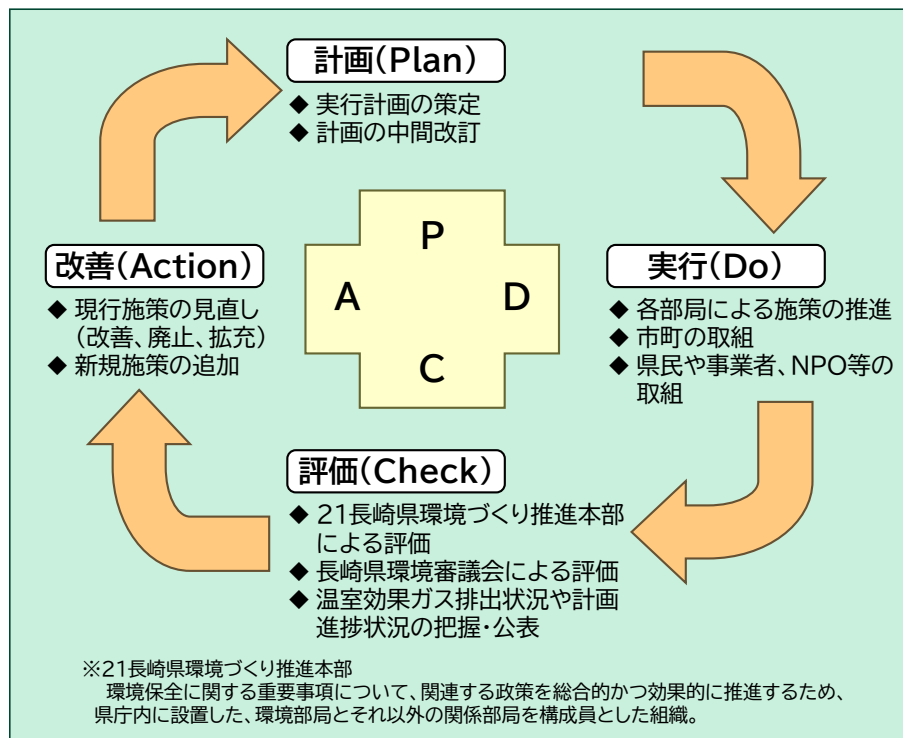 計画(Plan)
◆ 実行計画の策定
◆ 計画の中間改訂
P
A
D
C
実行(Do)
◆ 各部局による施策の推進
◆ 市町の取組
◆ 県民や事業者、NPO等の
取組
評価(Check)
◆ 21長崎県環境づくり推進本部
による評価
◆ 長崎県環境審議会による評価
◆ 温室効果ガス排出状況や計画
進捗状況の把握・公表
改善(Action)
◆ 現行施策の見直し
(改善、廃止、拡充)
◆ 新規施策の追加
※21長崎県環境づくり推進本部
環境保全に関する重要事項について、関連する政策を総合的かつ効果的に推進するため、
県庁内に設置した、環境部局とそれ以外の関係部局を構成員とした組織。